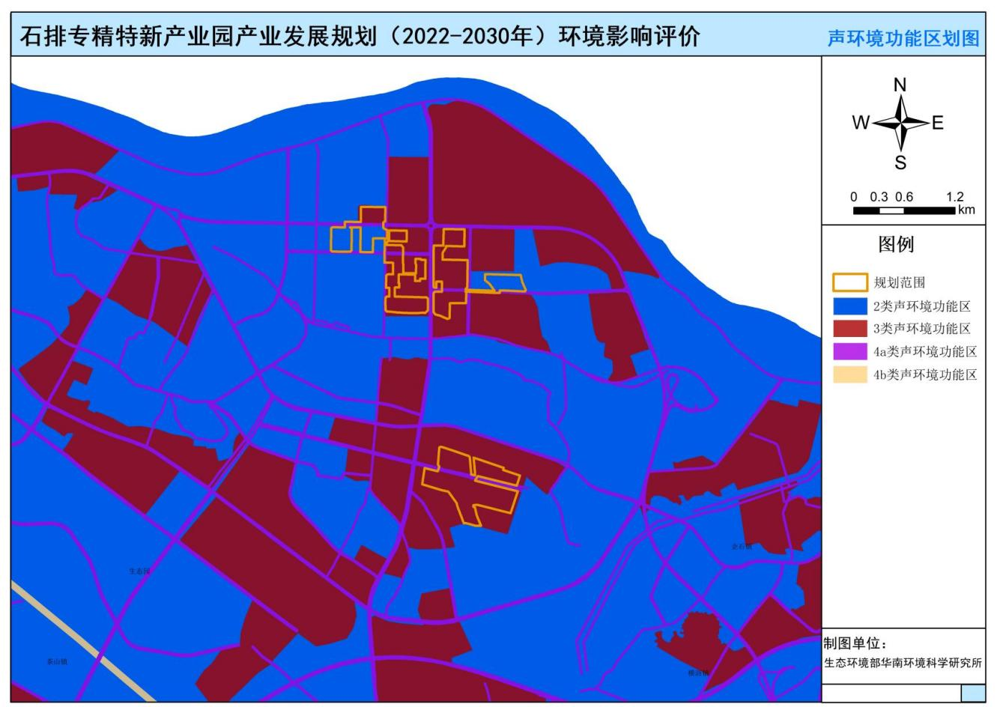 石排专精特新产业园产业发展规划（2022-2030年）环境影响评价
声环境功能区划图
N
W E
S
0 0.3 0.6 1.2
km
图例
规划范围
2类声环境功能区
3类声环境功能区
4a类声环境功能区
4b类声环境功能区
生态园
企石镇
茶山镇
横沥镇
制图单位：
生态环境部华南环境科学研究所